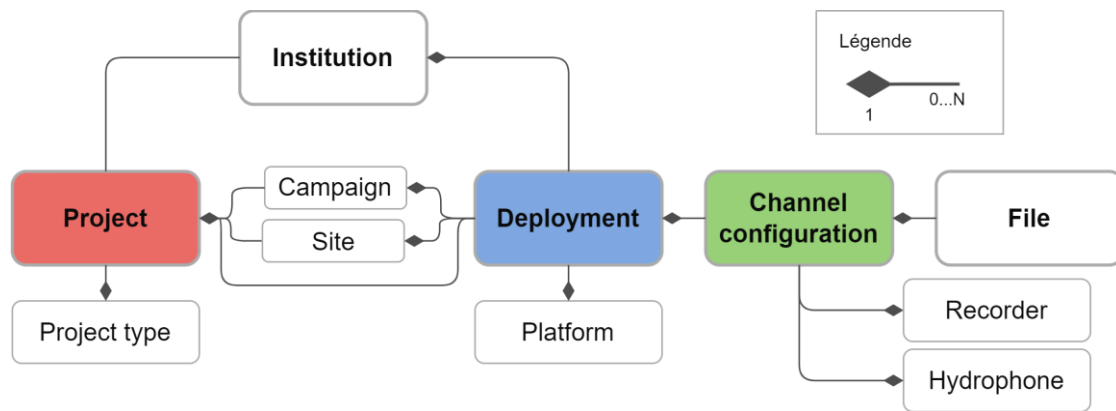 Institution
Légende
1
0...N
Project
Campaign
Site
Deployment
Channel
configuration
File
Project type
Platform
Recorder
Hydrophone